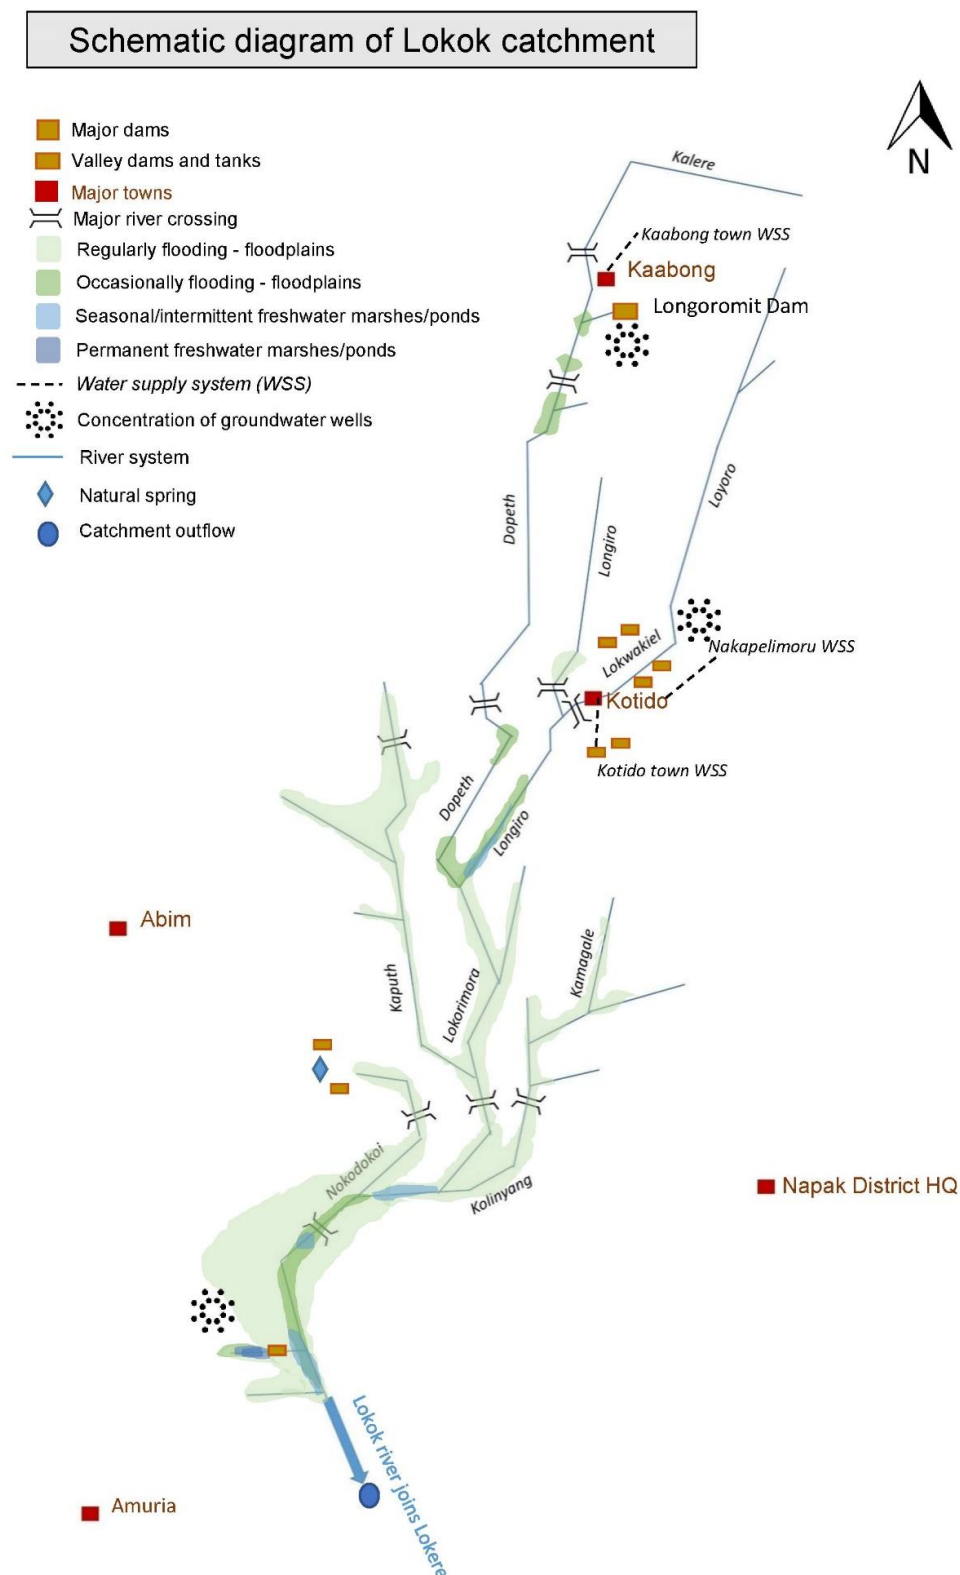 Schematic diagram of Lokok catchment
Major dams
Valley dams and tanks
Major towns
Major river crossing
Regularly flooding - floodplains
Occasionally flooding - floodplains
Seasonal/intermittent freshwater marshes/ponds
Permanent freshwater marshes/ponds
Water supply system (WSS)
Concentration of groundwater wells
River system
Natural spring
Catchment outflow
N
Kalere
Kaabong town WSS
Kaabong
Longoromit Dam
Loyoro
Dopeth
Longiro
Lokwakiel
Nakapelimoru WSS
Kotido
Kotido town WSS
Dopeth
Longiro
Abim
Kaputh
Lokorimora
Kamagale
Nokodokoi
Kolinyang
Napak District HQ
Lokok river joins Lokere
Amuria